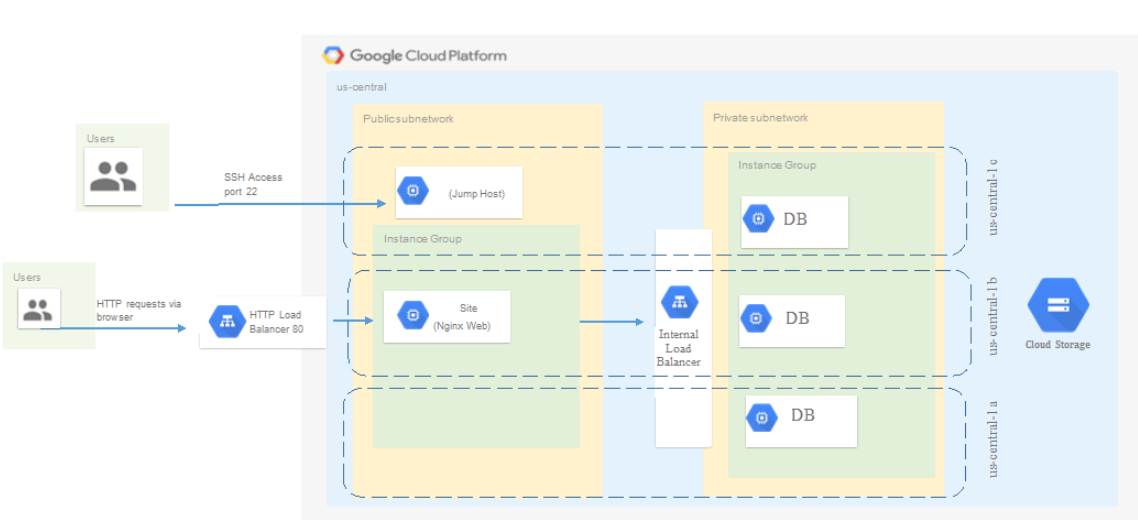 Google Cloud Platform
us-central
Public subnetwork
Private subnetwork
Users
SSH Access
port 22
(Jump Host)
Instance Group
DB
us-central-1 c
Instance Group
Users
HTTP requests via
browser
HTTP Load
Balancer 80
Site
(Nginx Web)
Internal
Load
Balancer
DB
us-central-1 b
Cloud Storage
DB
us-central-1 a